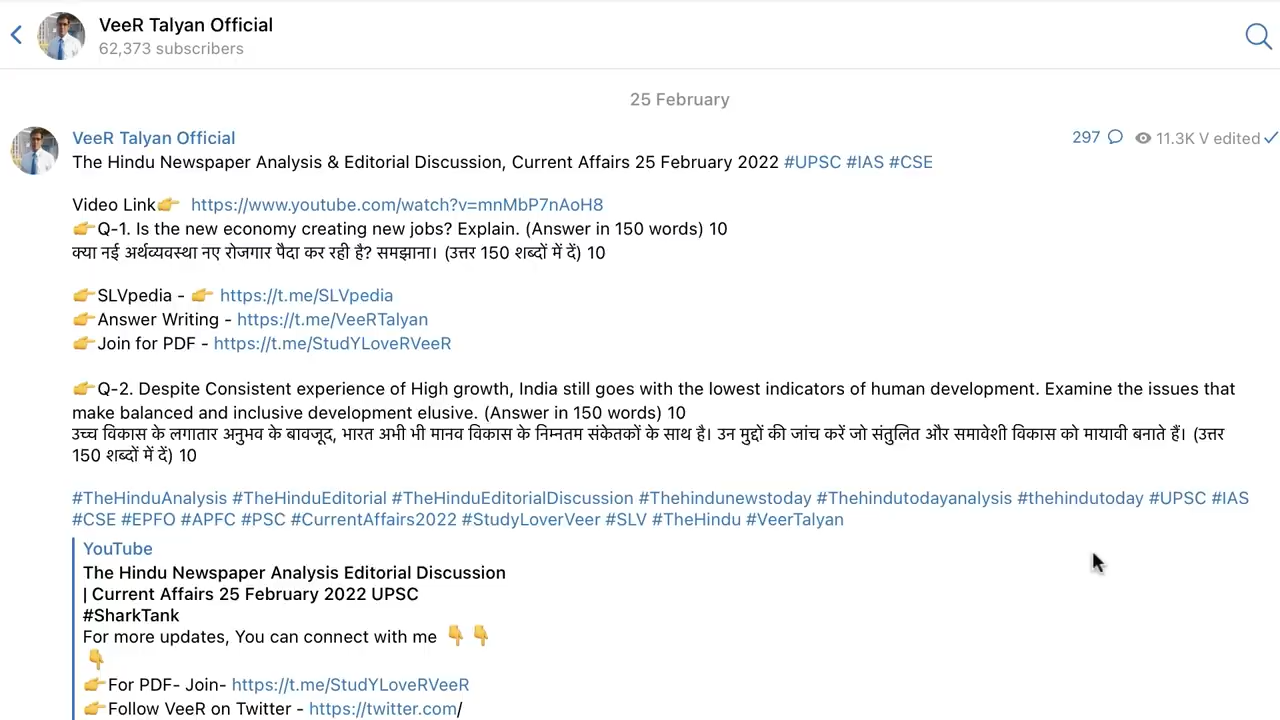 VeeR Talyan Official
62,373 subscribers
25 February
VeeR Talyan Official
297 11.3K V edited
The Hindu Newspaper Analysis & Editorial Discussion, Current Affairs 25 February 2022 #UPSC #IAS #CSE
Video Link👉 https://www.youtube.com/watch?v=mnMbP7nAoH8
👉Q-1. Is the new economy creating new jobs? Explain. (Answer in 150 words) 10
क्या नई अर्थव्यवस्था नए रोजगार पैदा कर रही है? समझाना। (उत्तर 150 शब्दों में दें) 10
👉SLVpedia - 👉 https://t.me/SLVpedia
👉Answer Writing - https://t.me/VeeRTalyan
👉Join for PDF - https://t.me/StudYLoveRVeeR
👉Q-2. Despite Consistent experience of High growth, India still goes with the lowest indicators of human development. Examine the issues that
make balanced and inclusive development elusive. (Answer in 150 words) 10
उच्च विकास के लगातार अनुभव के बावजूद, भारत अभी भी मानव विकास के निम्नतम संकेतकों के साथ है। उन मुद्दों की जांच करें जो संतुलित और समावेशी विकास को मायावी बनाते हैं। (उत्तर
150 शब्दों में दें) 10
#TheHinduAnalysis #TheHinduEditorial #TheHinduEditorialDiscussion #Thehindunewstoday #Thehindutodayanalysis #thehindutoday #UPSC #IAS
#CSE #EPFO #APFC #PSC #CurrentAffairs2022 #StudyLoverVeer #SLV #TheHindu #VeerTalyan
YouTube
The Hindu Newspaper Analysis Editorial Discussion
| Current Affairs 25 February 2022 UPSC
#SharkTank
For more updates, You can connect with me 👇👇
👇
👉For PDF- Join- https://t.me/StudYLoveRVeeR
👉Follow VeeR on Twitter - https://twitter.com/